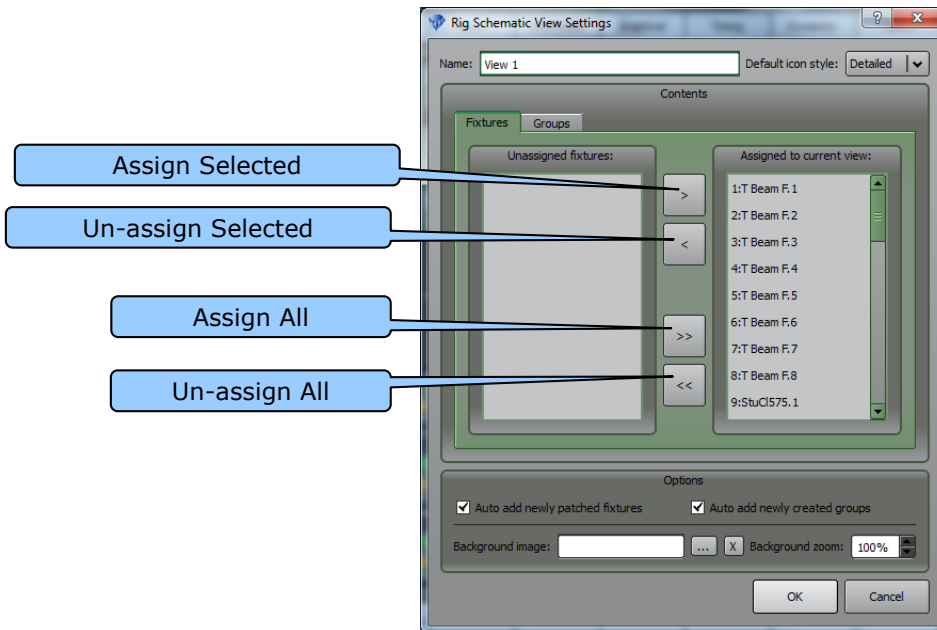 Rig Schematic View Settings
Name: View 1 Default icon style: Detailed
Contents
Fixtures Groups
Unassigned fixtures: Assigned to current view:
Assign Selected
>
1:T Beam F.1
2:T Beam F.2
Un-assign Selected
<
3:T Beam F.3
4:T Beam F.4
5:T Beam F.5
Assign All
>>
6:T Beam F.6
7:T Beam F.7
Un-assign All
<<
8:T Beam F.8
9:StuCl575.1
Options
Auto add newly patched fixtures Auto add newly created groups
Background image: ... X Background zoom: 100%
OK Cancel